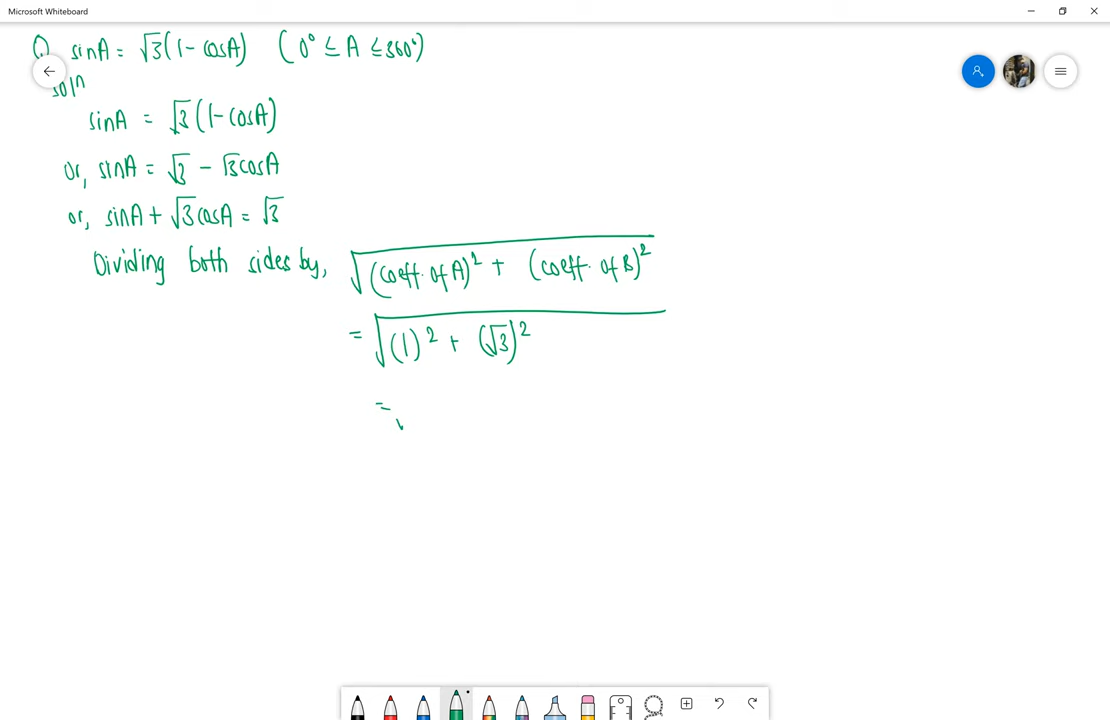 Microsoft Whiteboard
Q. sinA = √3(1-cosA) (0° ≤ A ≤ 360°)
soln
sinA = √3(1-cosA)
or, sinA = √3 - √3cosA
or, sinA + √3cosA = √3
Dividing both sides by, √(coeff. of A)² + (coeff. of B)²
= √(1)² + (√3)²
=